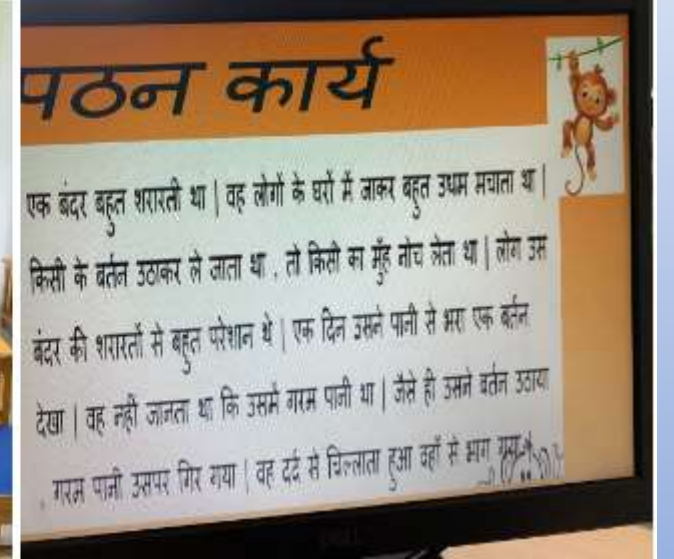 पठन कार्य
एक बंदर बहुत शरारती था | वह लोगों के घरों में जाकर बहुत उधम मचाता था |
किसी के बर्तन उठाकर ले जाता था , तो किसी का मुँह नोच लेता था | लोग उस
बंदर की शरारतों से बहुत परेशान थे | एक दिन उसने पानी से भरा एक बर्तन
देखा | वह नही जानता था कि उसमे गरम पानी था | जैसे ही उसने बर्तन उठाया
, गरम पानी उसपर गिर गया | वह दर्द से चिल्लाता हुआ वहाँ से भाग गया